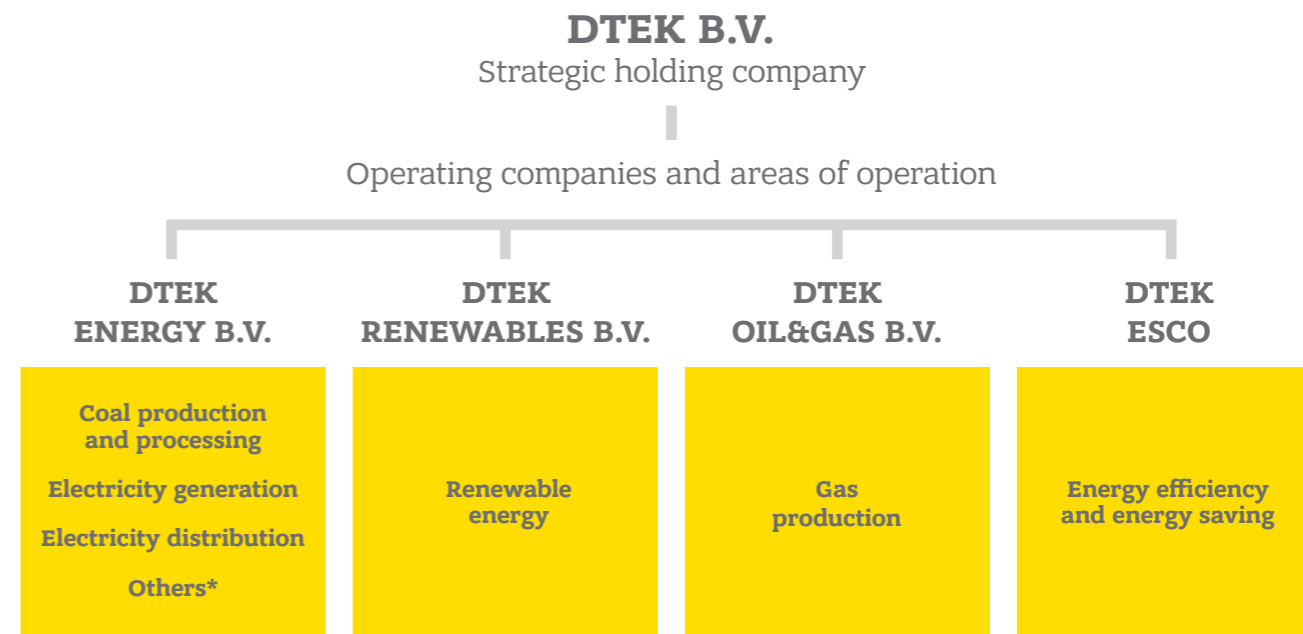 DTEK B.V.
Strategic holding company
Operating companies and areas of operation
DTEK
ENERGY B.V.
Coal production
and processing
Electricity generation
Electricity distribution
Others*
DTEK
RENEWABLES B.V.
Renewable
energy
DTEK
OIL&GAS B.V.
Gas
production
DTEK
ESCO
Energy efficiency
and energy saving